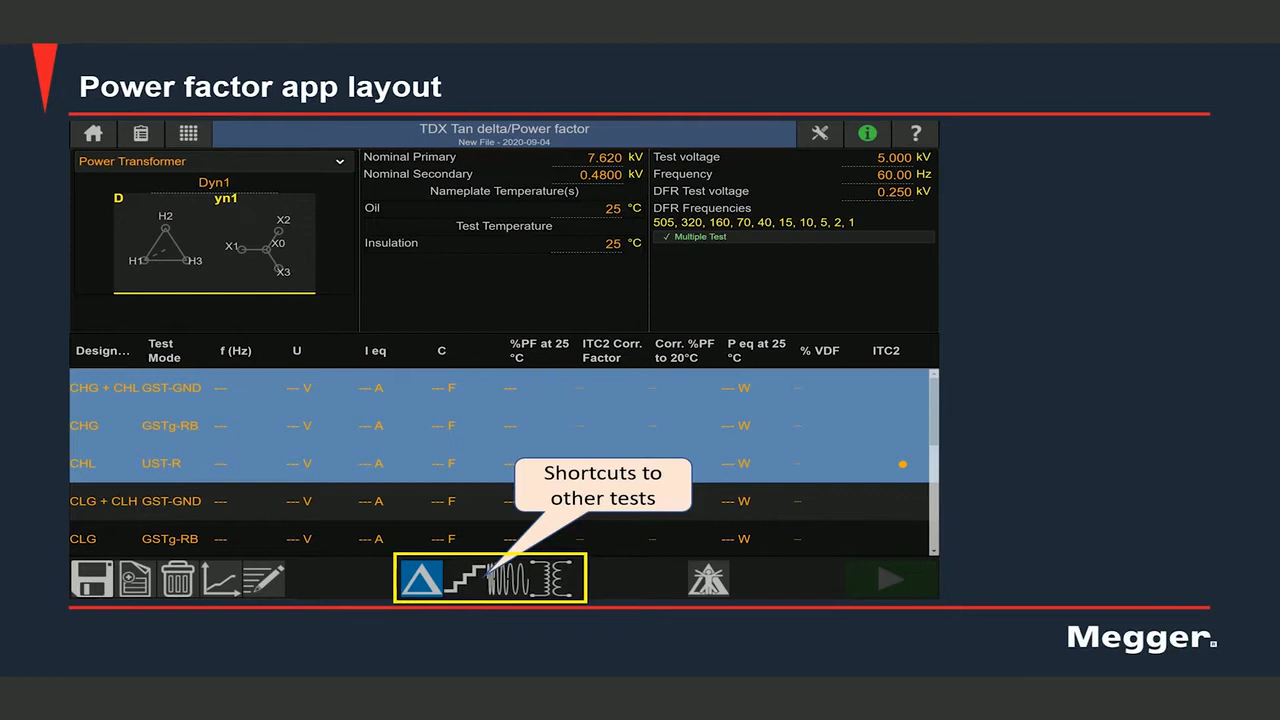 Power factor app layout
TDX Tan delta/Power factor
New File - 2020-09-04
?
Power Transformer
Dyn1
D
yn1
H2
H1
H3
X2
X1
X0
X3
Nominal Primary 7.620 kV
Nominal Secondary 0.4800 kV
Nameplate Temperature(s)
Oil 25 °C
Test Temperature
Insulation 25 °C
Test voltage 5.000 kV
Frequency 60.00 Hz
DFR Test voltage 0.250 kV
DFR Frequencies
505, 320, 160, 70, 40, 15, 10, 5, 2, 1
✓ Multiple Test
Design... Test Mode f (Hz) U I eq C %PF at 25 °C ITC2 Corr. Factor Corr. %PF to 20°C P eq at 25 °C % VDF ITC2
CHG + CHL GST-GND --- --- V --- A --- F --- -- -- --- W --
CHG GSTg-RB --- --- V --- A --- F --- -- -- --- W --
CHL UST-R --- --- V --- A --- F --- W --
Shortcuts to
other tests
CLG + CLH GST-GND --- --- V --- A --- F --- W --
CLG GSTg-RB --- --- V --- A --- F --- -- -- --- W --
Megger.